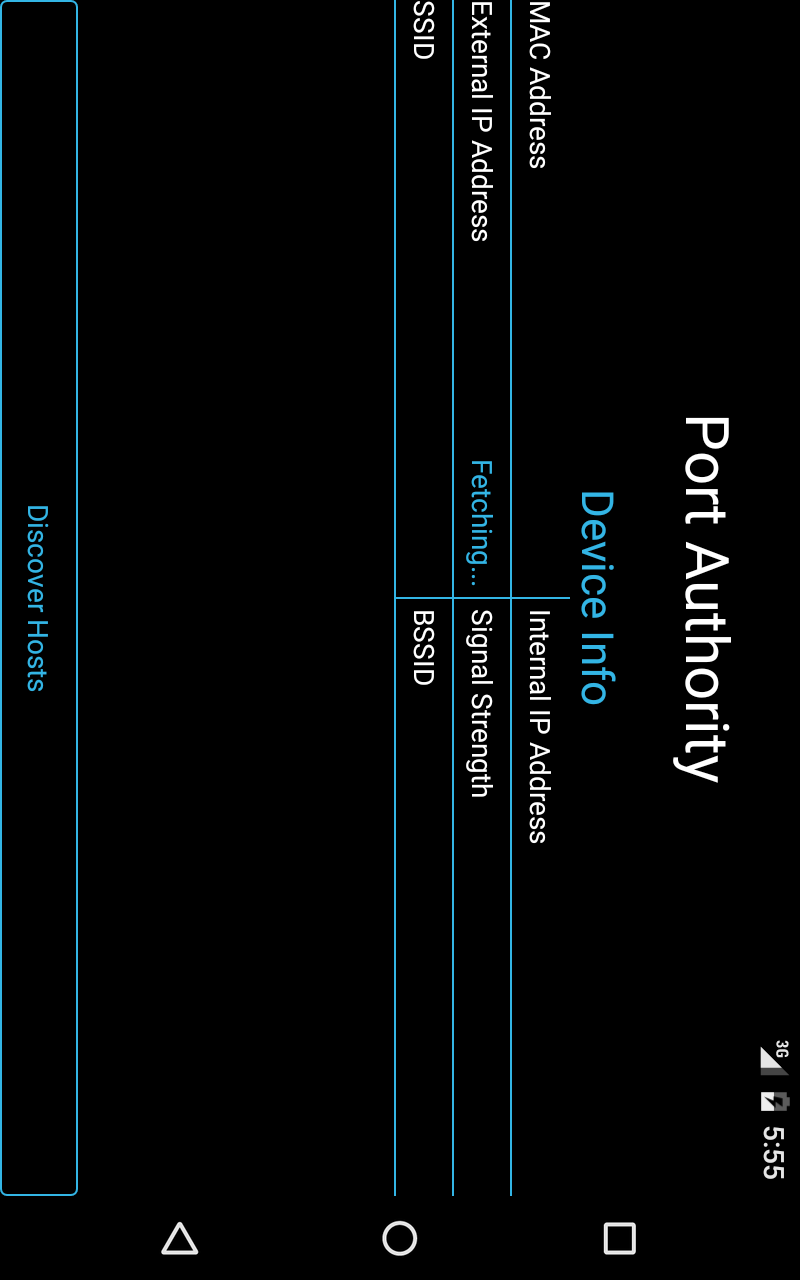 3G 5:55
Port Authority
Device Info
MAC Address Internal IP Address
External IP Address Fetching... Signal Strength
SSID BSSID
Discover Hosts